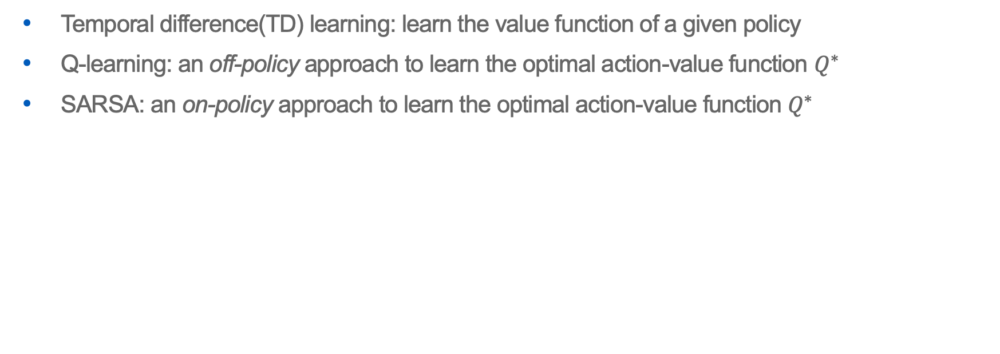 • Temporal difference(TD) learning: learn the value function of a given policy
• Q-learning: an off-policy approach to learn the optimal action-value function Q*
• SARSA: an on-policy approach to learn the optimal action-value function Q*